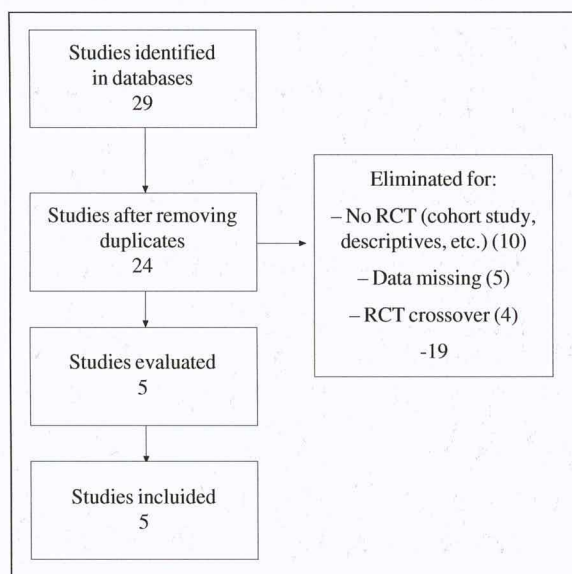 Studies identified
in databases
29
Studies after removing
duplicates
24
Eliminated for:
– No RCT (cohort study,
descriptives, etc.) (10)
– Data missing (5)
– RCT crossover (4)
-19
Studies evaluated
5
Studies incluided
5